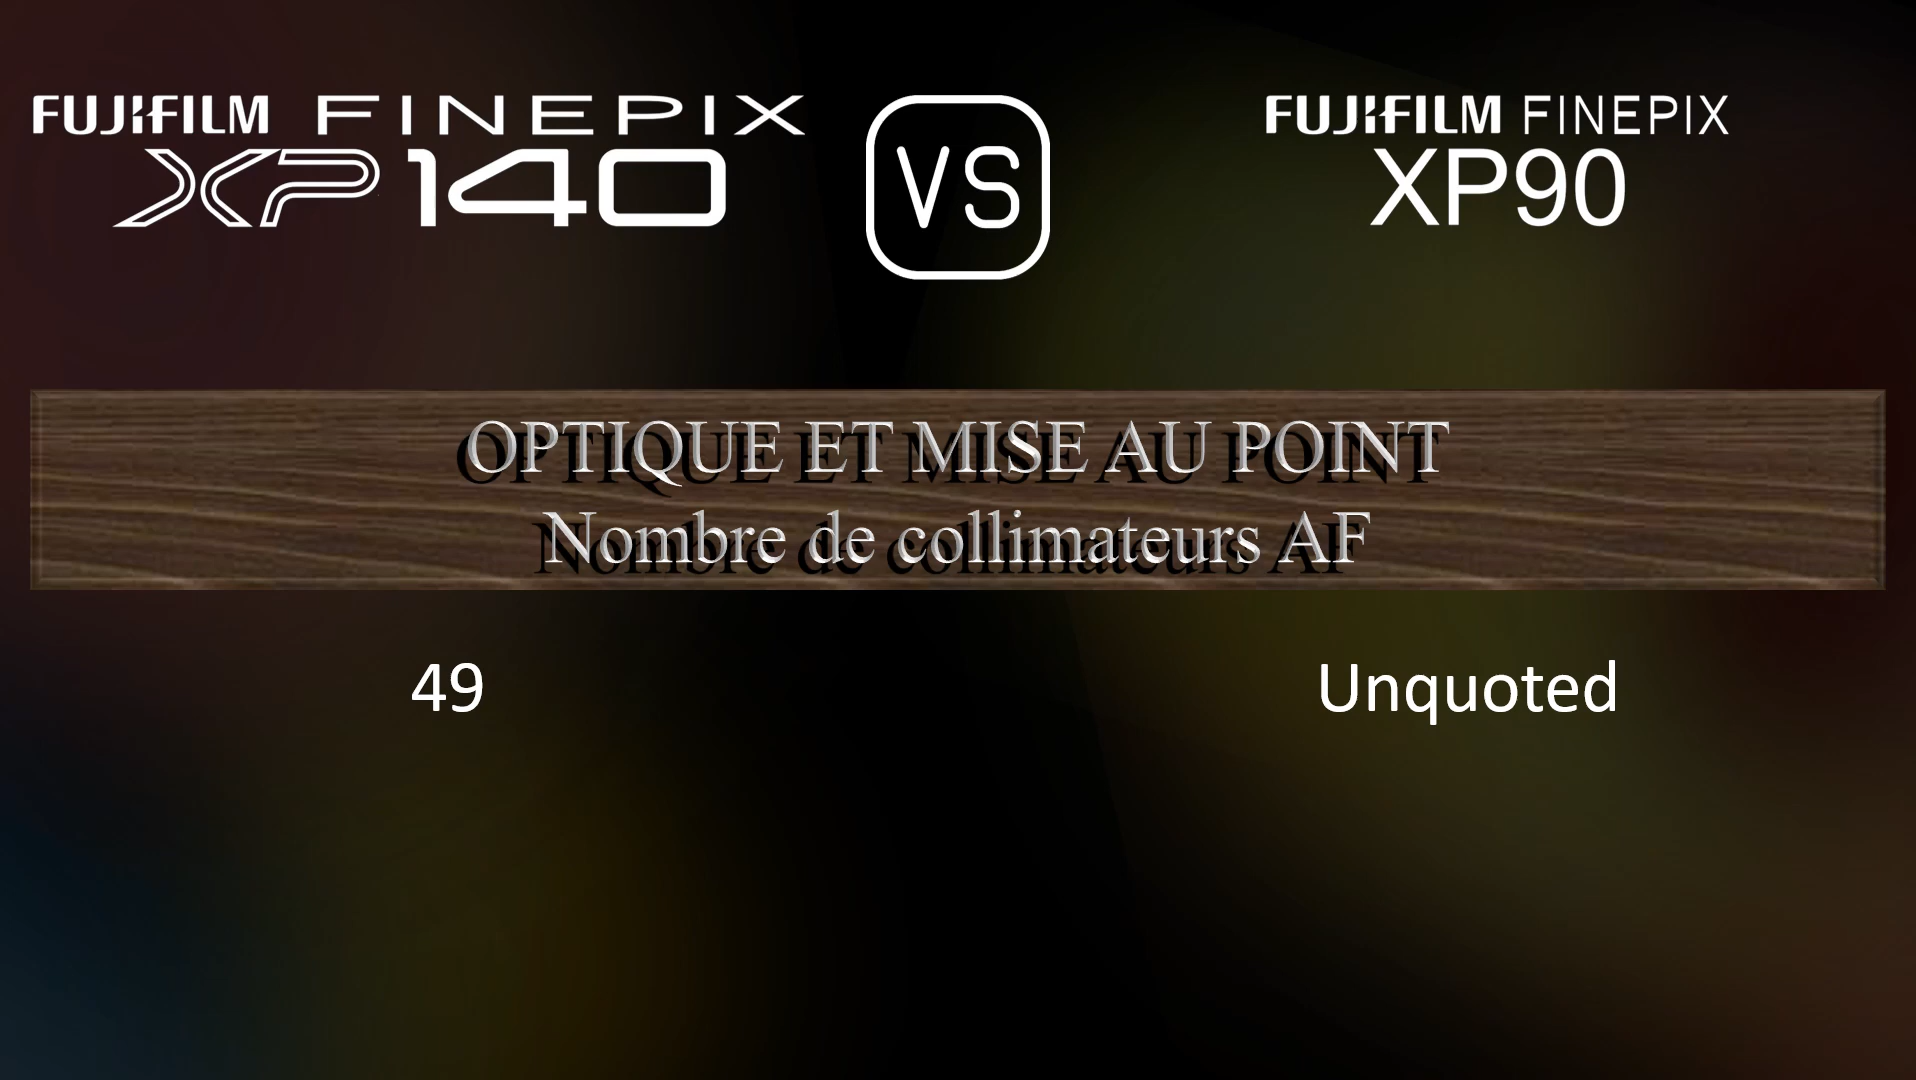 FUJIFILM FINEPIX
XP140
VS
FUJIFILM FINEPIX
XP90
OPTIQUE ET MISE AU POINT
Nombre de collimateurs AF
49
Unquoted